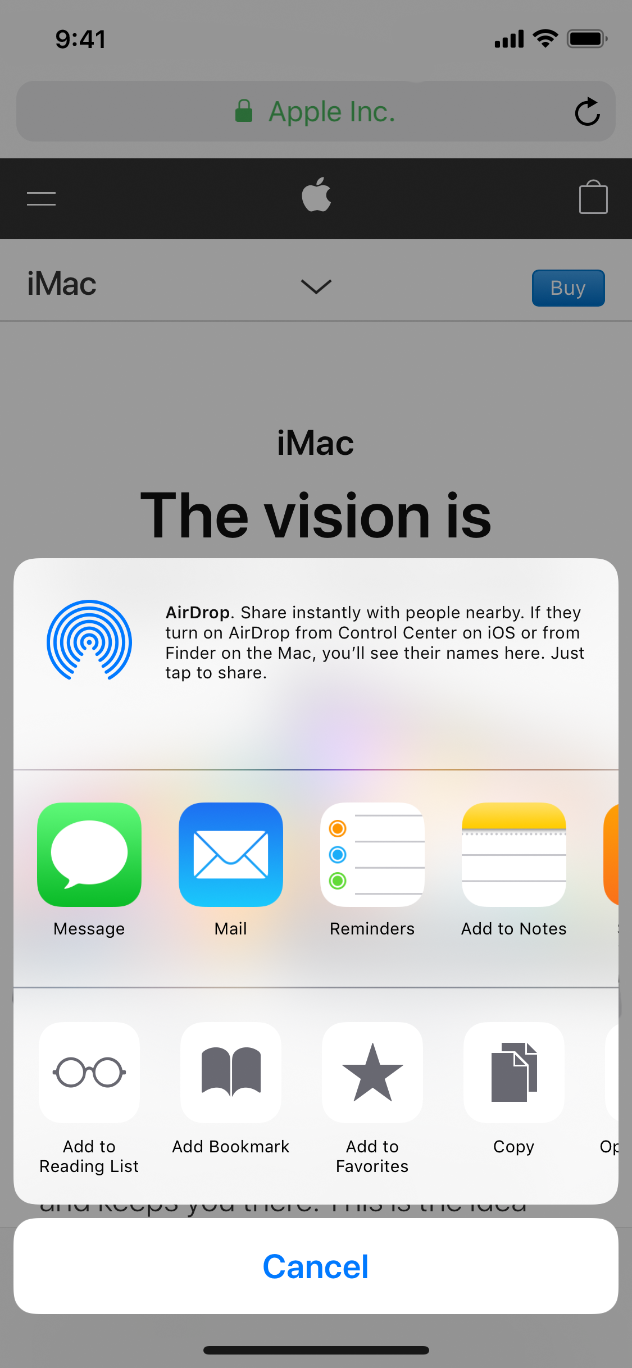 9:41
Apple Inc.
iMac
Buy
iMac
The vision is
AirDrop. Share instantly with people nearby. If they
turn on AirDrop from Control Center on iOS or from
Finder on the Mac, you’ll see their names here. Just
tap to share.
Message
Mail
Reminders
Add to Notes
Add to
Reading List
Add Bookmark
Add to
Favorites
Copy
Op
and keeps you there. This is the idea
Cancel